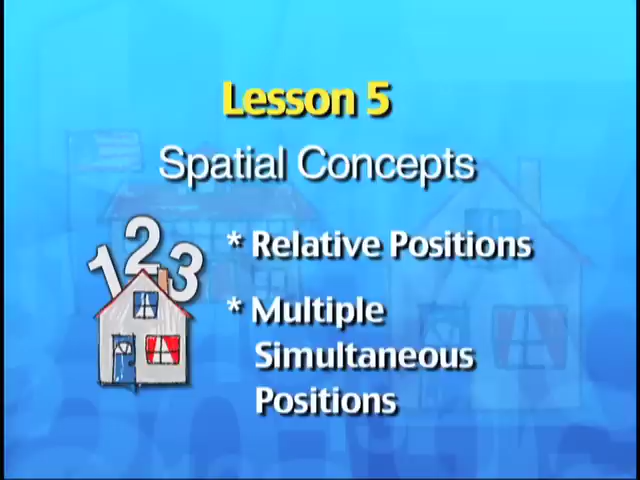 Lesson 5
Spatial Concepts
123
* Relative Positions
* Multiple
Simultaneous
Positions